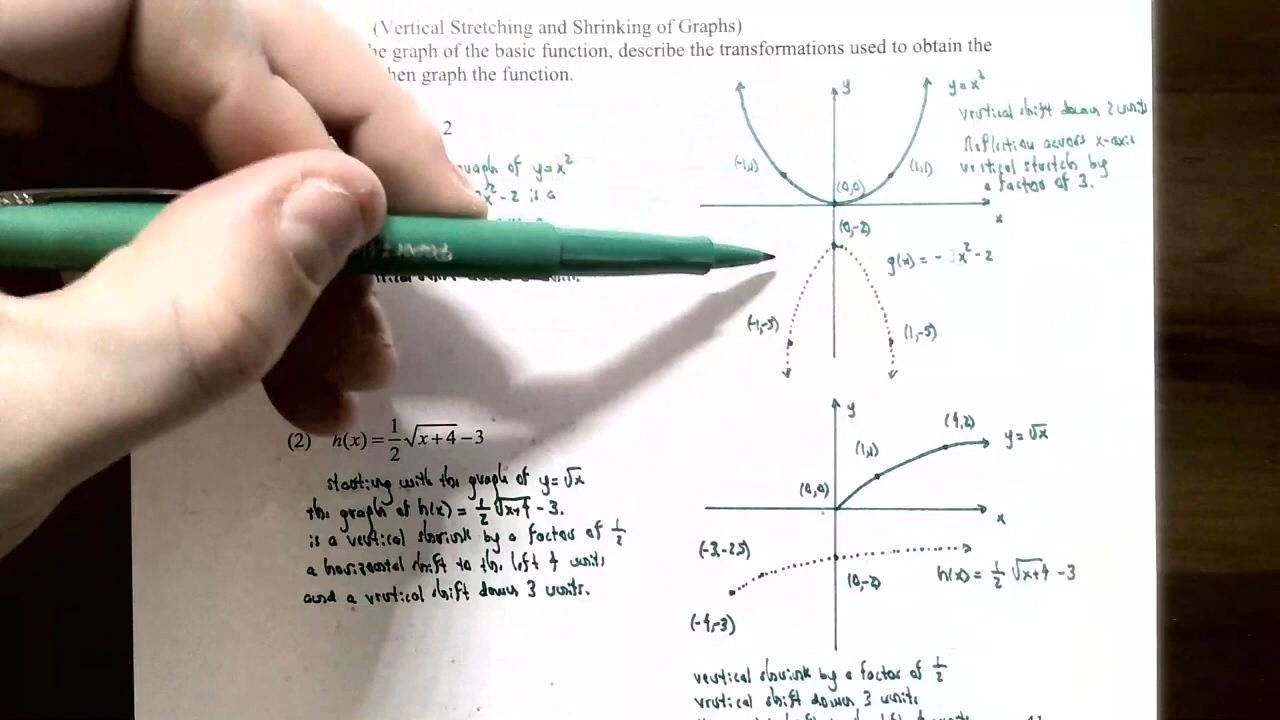 (Vertical Stretching and Shrinking of Graphs)
he graph of the basic function, describe the transformations used to obtain the
hen graph the function.
2
graph of y=x²
x²-2 is a
y
y=x²
vertical shift down 2 units
Reflection across x-axis
vertical stretch by
a factor of 3.
(-1,1)
(1,1)
(0,0)
x
(0,-2)
g(x) = -3x²-2
(-1,-5)
(1,-5)
(2) h(x)=1/2√x+4-3
starting with the graph of y=√x
the graph of h(x) = 1/2√x+4 - 3.
is a vertical shrink by a factor of 1/2
a horizontal shift to the left 4 units
and a vertical shift down 3 units.
y
(4,2)
y=√x
(1,1)
(0,0)
x
(-3,-2.5)
(0,-2)
h(x) = 1/2√x+4 -3
(-4,-3)
vertical shrink by a factor of 1/2
vertical shift down 3 units